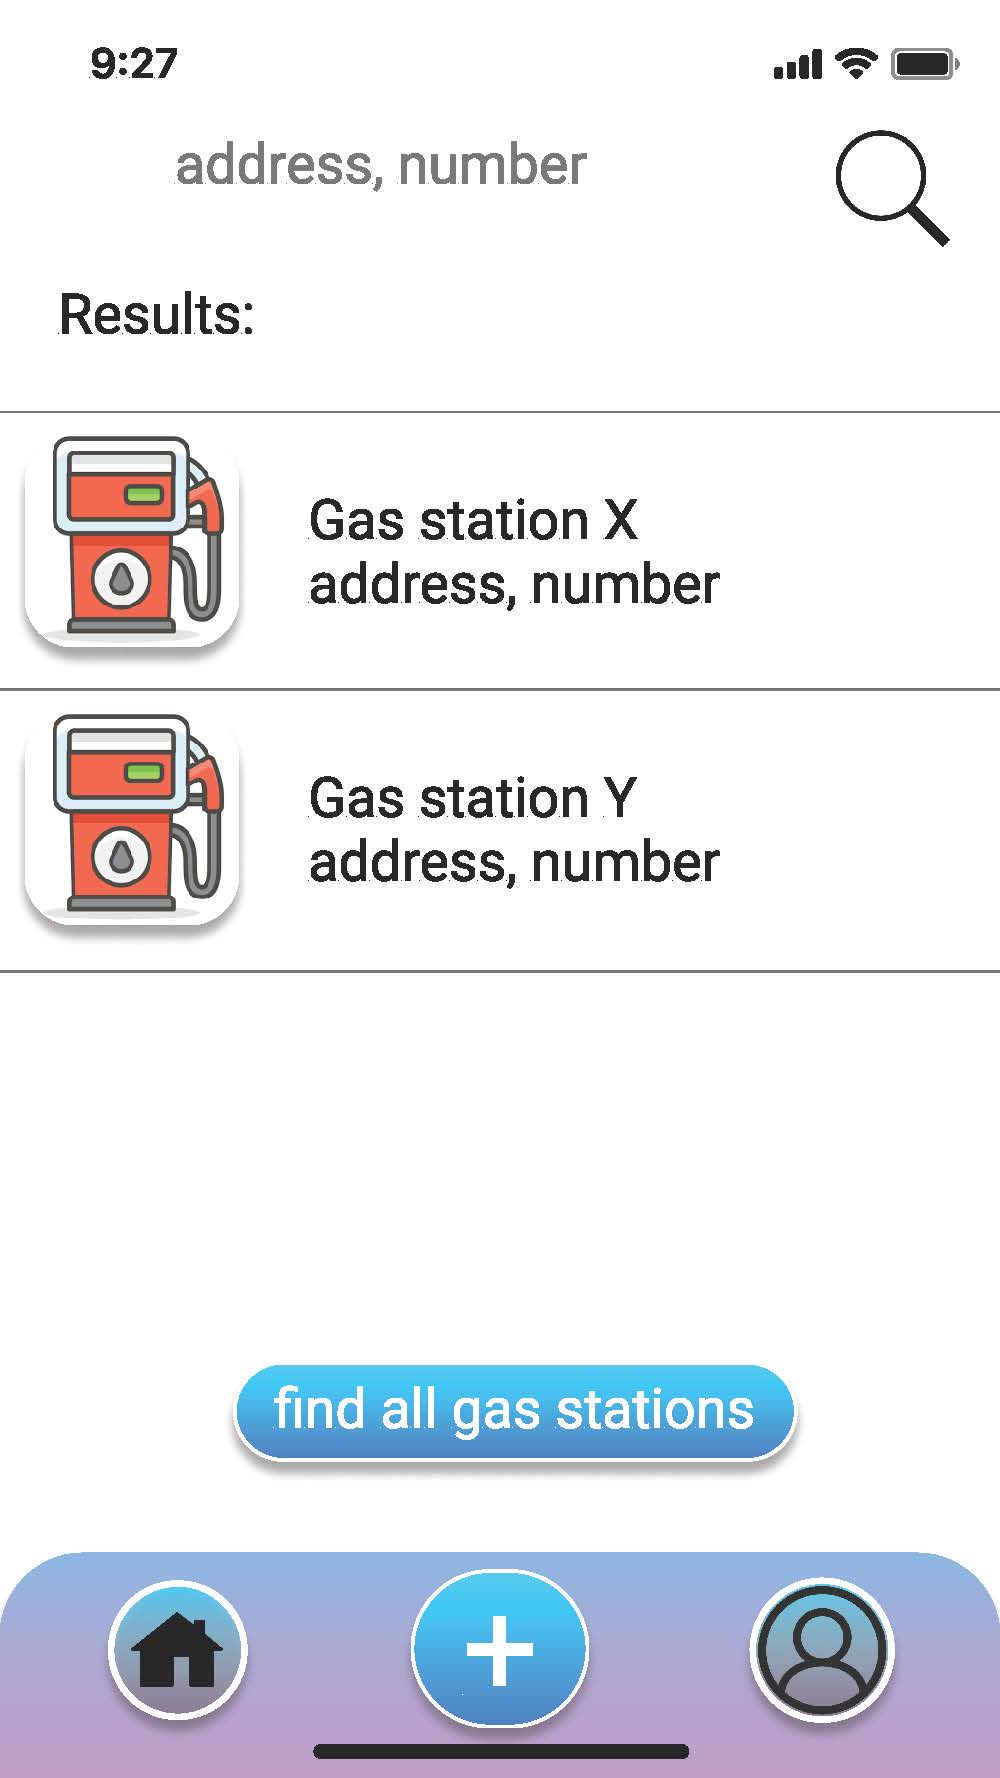 9:27
address, number
Results:
Gas station X
address, number
Gas station Y
address, number
find all gas stations